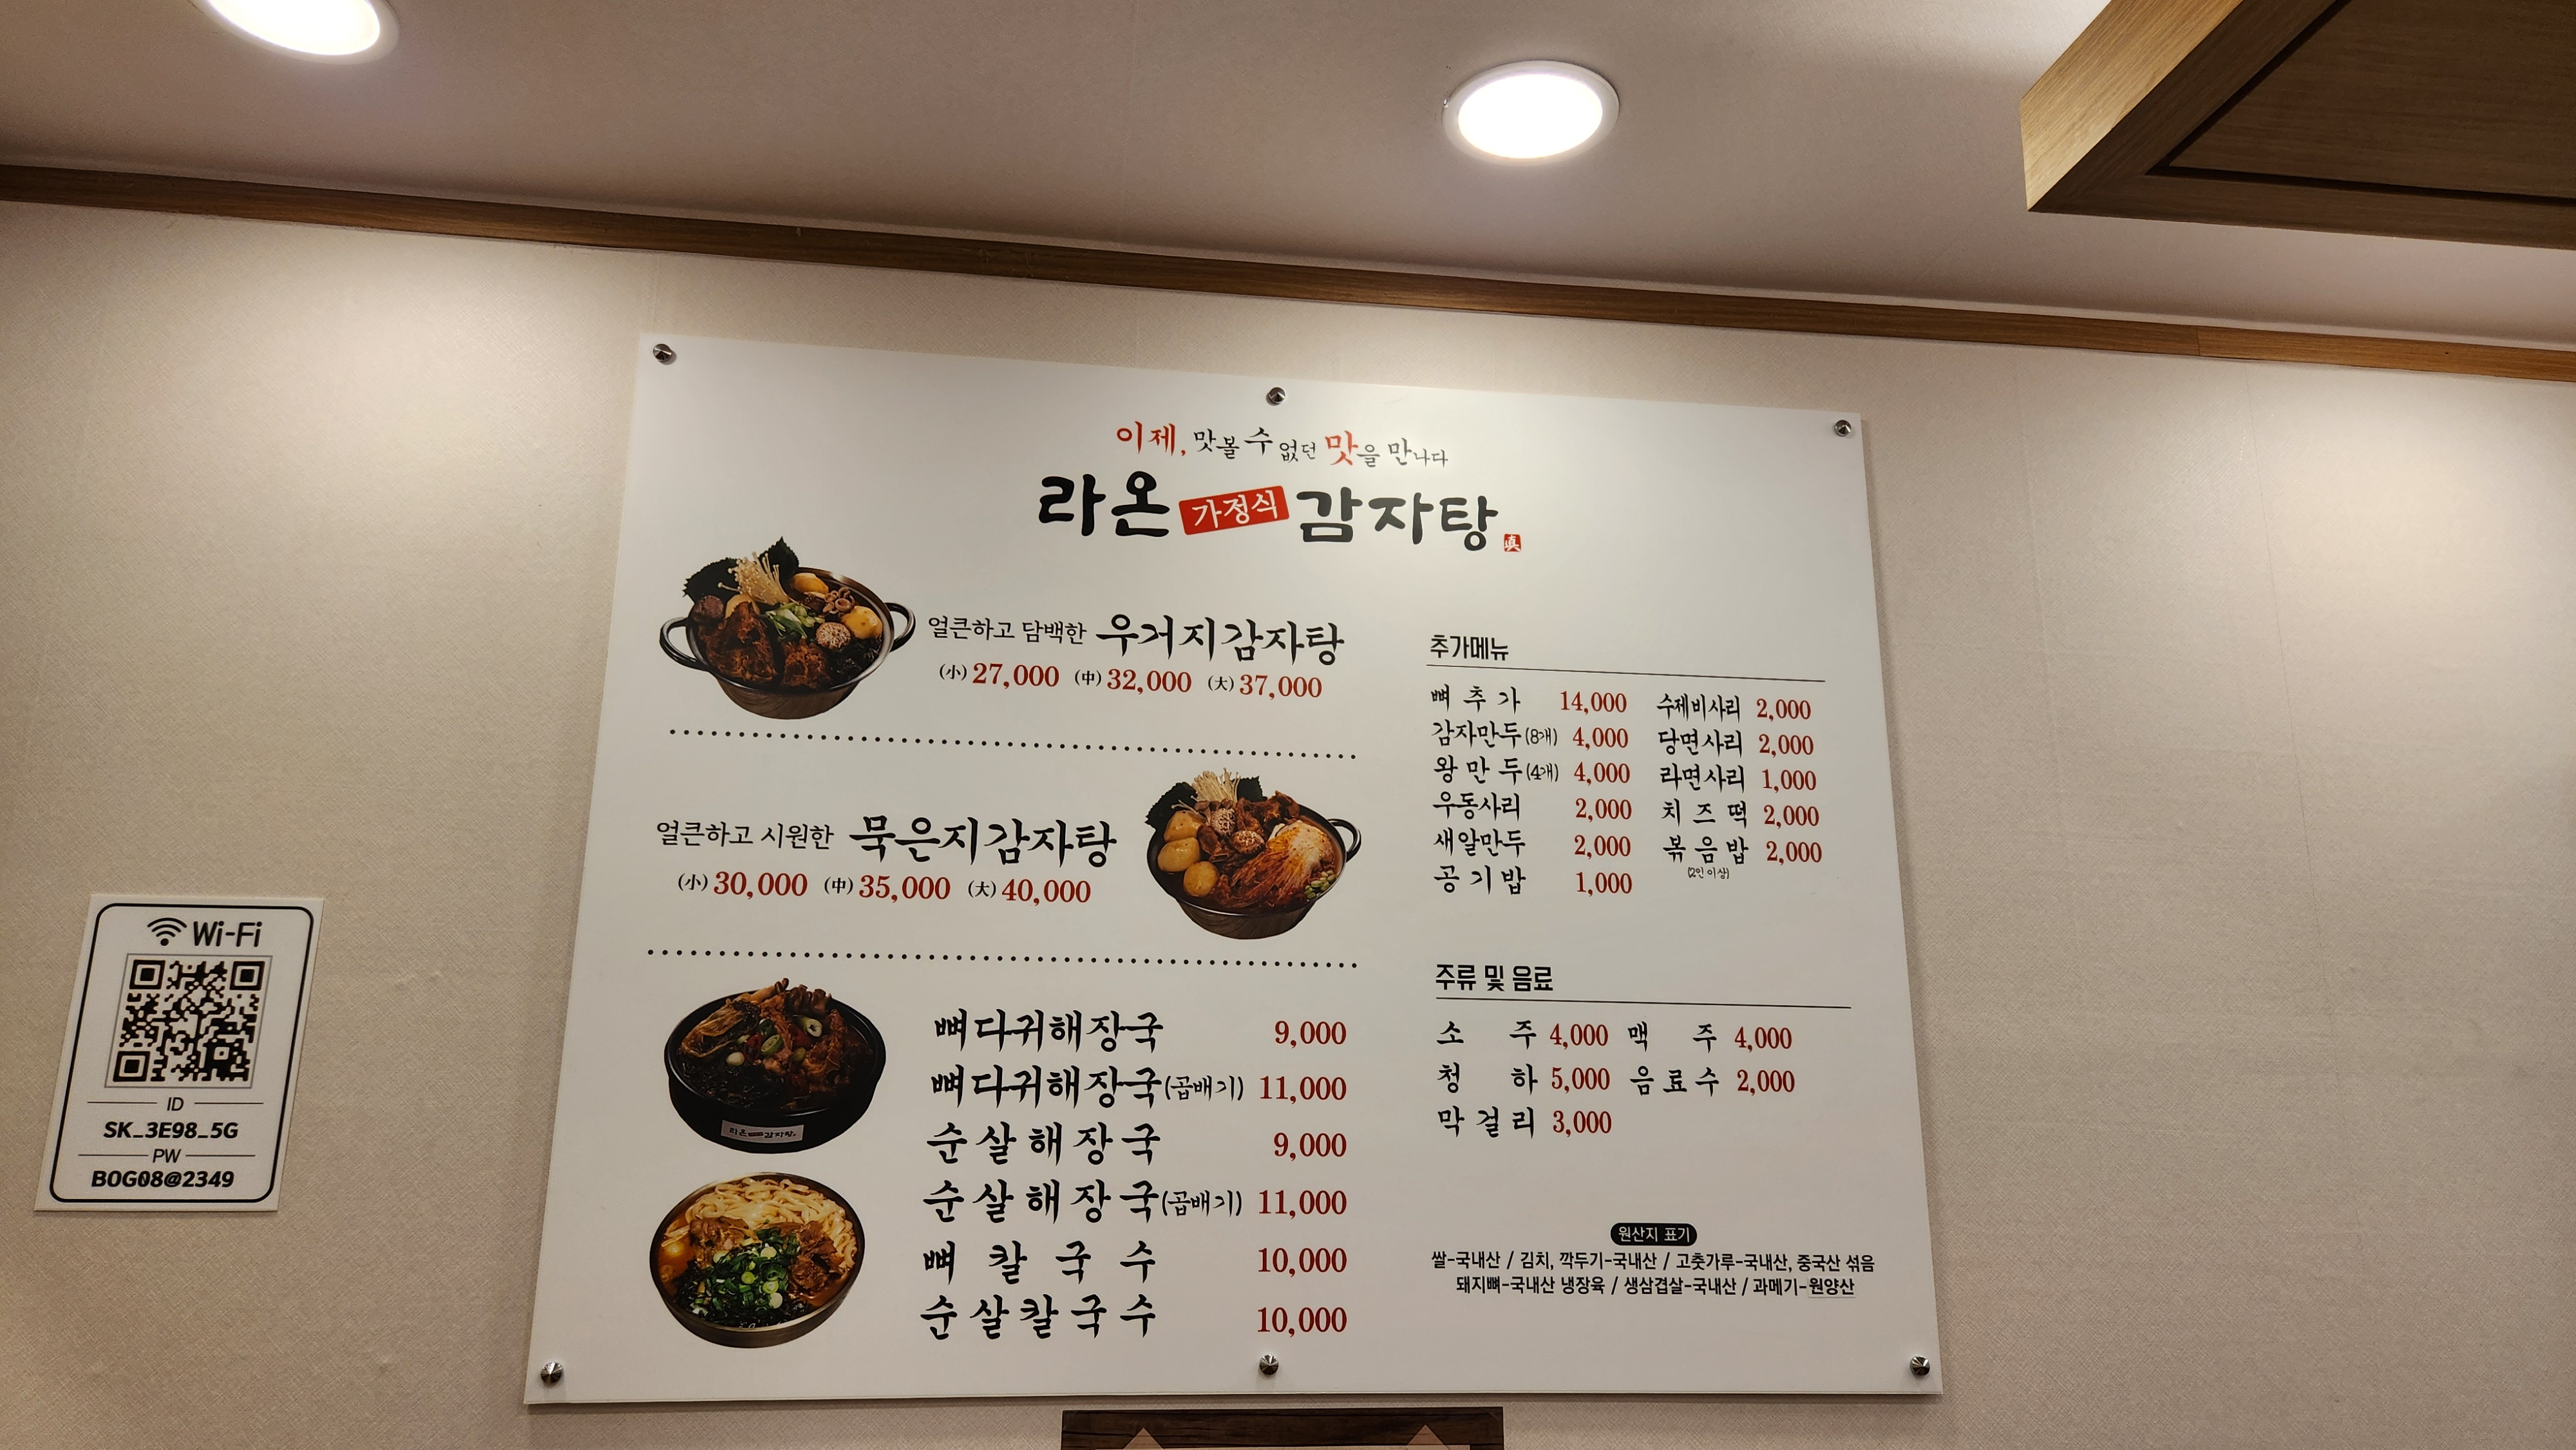 이제, 맛볼 수 없던 맛을 만나다
라온 가정식 감자탕 真
얼큰하고 담백한 우거지감자탕
(小) 27,000 (中) 32,000 (大) 37,000
얼큰하고 시원한 묵은지감자탕
(小) 30,000 (中) 35,000 (大) 40,000
라온 감자탕
뼈다귀해장국 9,000
뼈다귀해장국(곱배기) 11,000
순살해장국 9,000
순살해장국(곱배기) 11,000
뼈칼국수 10,000
순살칼국수 10,000
추가메뉴
뼈추가 14,000 수제비사리 2,000
감자만두(8개) 4,000 당면사리 2,000
왕만두(4개) 4,000 라면사리 1,000
우동사리 2,000 치즈떡 2,000
새알만두 2,000 볶음밥 2,000
(2인 이상)
공기밥 1,000
주류 및 음료
소주 4,000 맥주 4,000
청하 5,000 음료수 2,000
막걸리 3,000
원산지 표기
쌀-국내산 / 김치, 깍두기-국내산 / 고춧가루-국내산, 중국산 섞음
돼지뼈-국내산 냉장육 / 생삼겹살-국내산 / 과메기-원양산
Wi-Fi
ID
SK_3E98_5G
PW
BOG08@2349